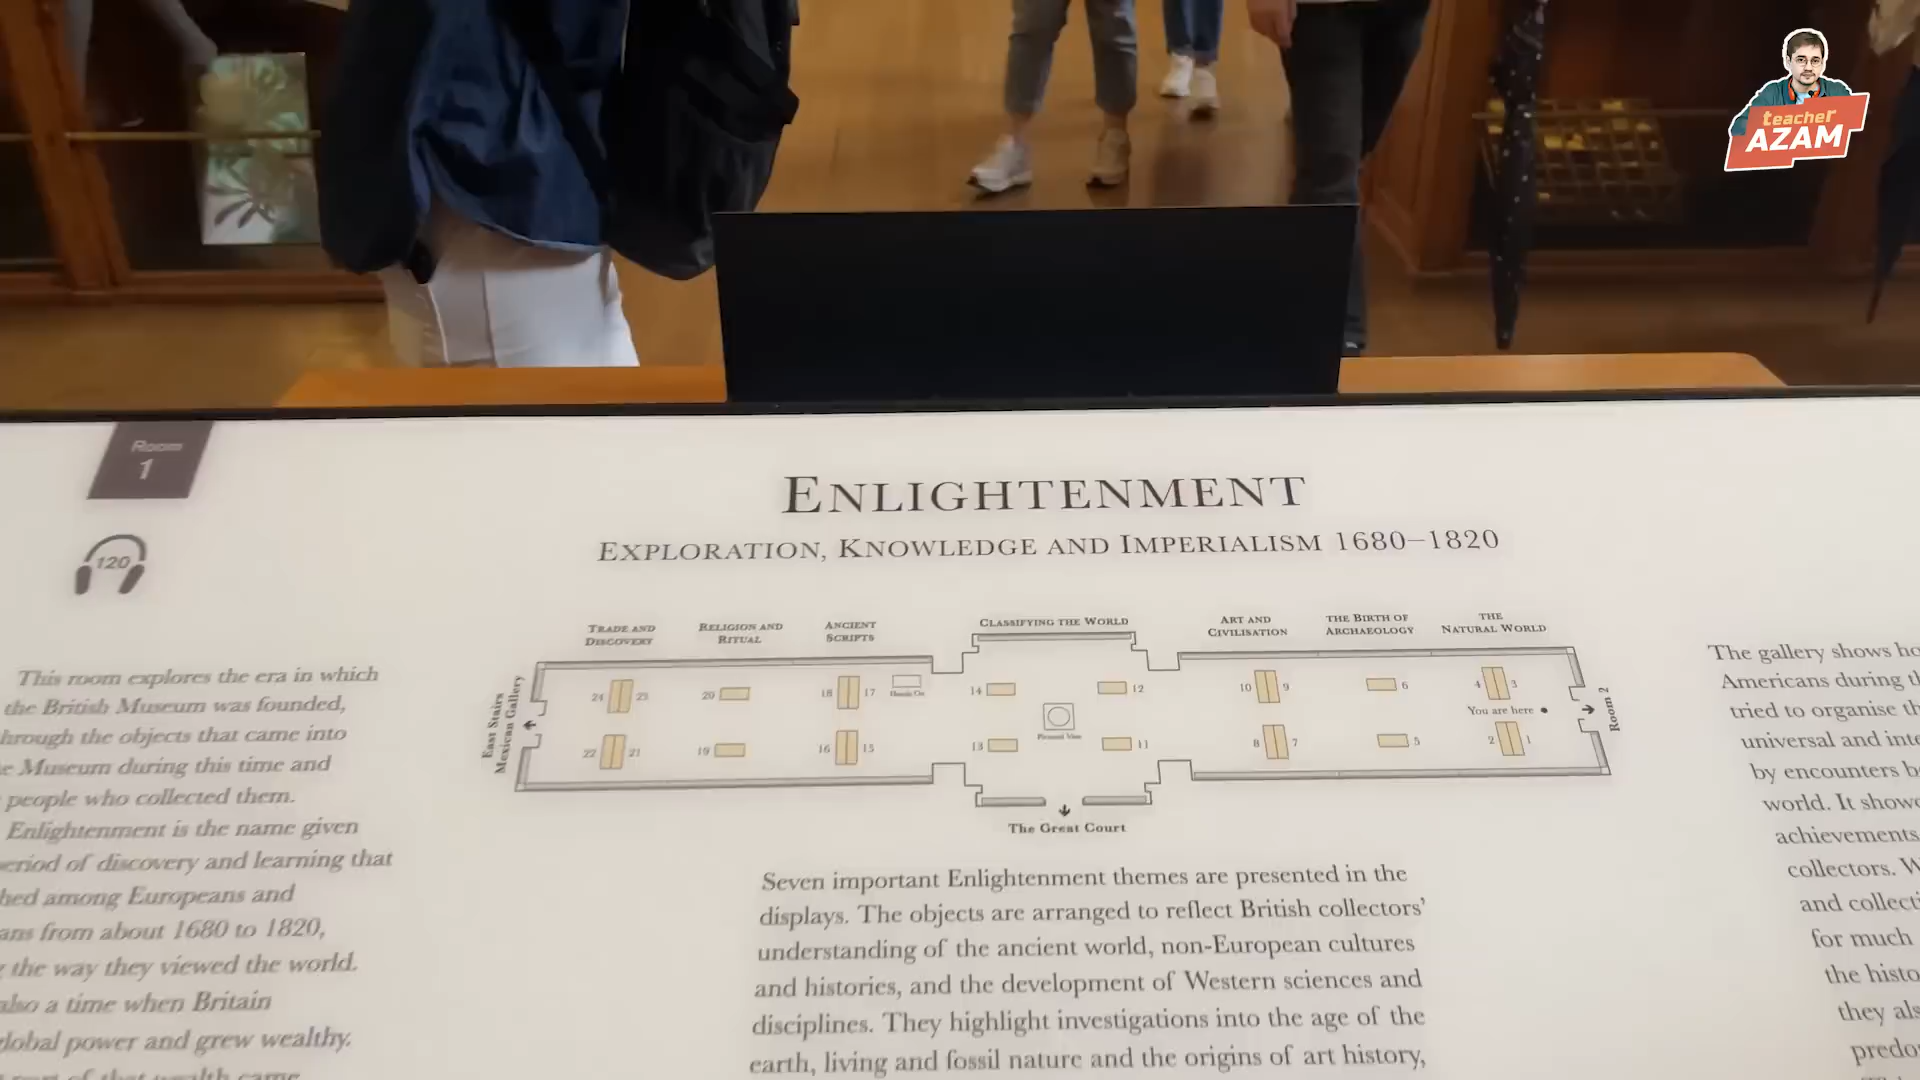 teacher
AZAM
Room
1
120
ENLIGHTENMENT
EXPLORATION, KNOWLEDGE AND IMPERIALISM 1680–1820
TRADE AND
DISCOVERY
RELIGION AND
RITUAL
ANCIENT
SCRIPTS
CLASSIFYING THE WORLD
ART AND
CIVILISATION
THE BIRTH OF
ARCHAEOLOGY
THE
NATURAL WORLD
24 23 20 18 17 14 12 10 9 6 4 3
You are here
22 21 19 16 15 13 11 8 7 5 2 1
East Stairs
Mexican Gallery
Room 2
The Great Court
This room explores the era in which
the British Museum was founded,
through the objects that came into
Museum during this time and
people who collected them.
Enlightenment is the name given
period of discovery and learning that
among Europeans and
from about 1680 to 1820,
the way they viewed the world.
also a time when Britain
global power and grew wealthy.
part of that wealth came
Seven important Enlightenment themes are presented in the
displays. The objects are arranged to reflect British collectors'
understanding of the ancient world, non-European cultures
and histories, and the development of Western sciences and
disciplines. They highlight investigations into the age of the
earth, living and fossil nature and the origins of art history,
The gallery shows
Americans during
tried to organise
universal and
by encounters
world. It
achievements
collectors.
and
for much
the
they